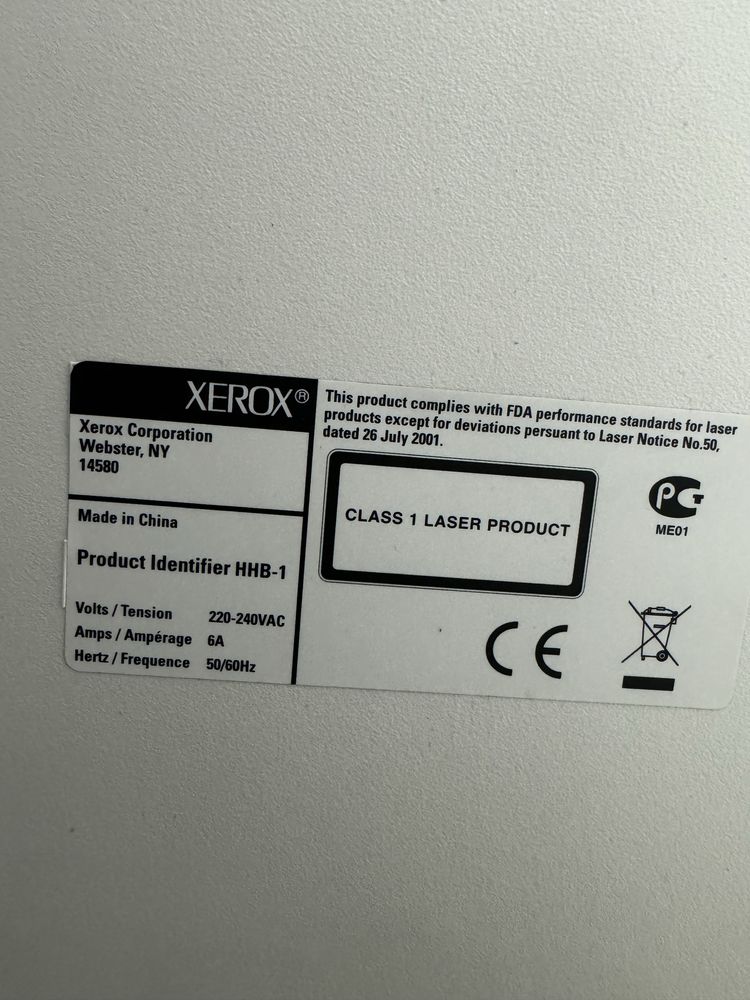 XEROX®
Xerox Corporation
Webster, NY
14580
Made in China
Product Identifier HHB-1
Volts / Tension 220-240VAC
Amps / Ampérage 6A
Hertz / Frequence 50/60Hz
This product complies with FDA performance standards for laser
products except for deviations persuant to Laser Notice No.50,
dated 26 July 2001.
CLASS 1 LASER PRODUCT
РСТ
ME01
CE